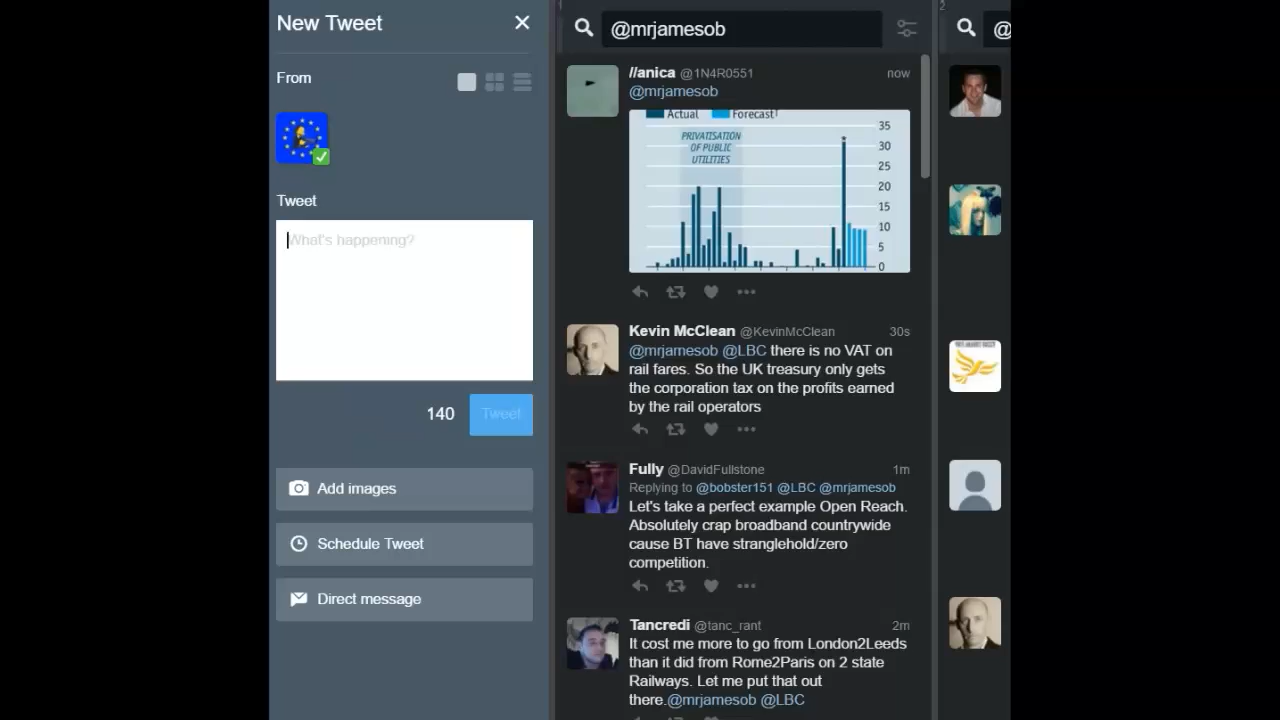 New Tweet
From
Tweet
What's happening?
140
Tweet
Add images
Schedule Tweet
Direct message
1
@mrjamesob
//anica @1N4R0551 now
@mrjamesob
Actual Forecast†
PRIVATISATION
OF PUBLIC
UTILITIES
*
35
30
25
20
15
10
5
0
Kevin McClean @KevinMcClean 30s
@mrjamesob @LBC there is no VAT on
rail fares. So the UK treasury only gets
the corporation tax on the profits earned
by the rail operators
Fully @DavidFullstone 1m
Replying to @bobster151 @LBC @mrjamesob
Let's take a perfect example Open Reach.
Absolutely crap broadband countrywide
cause BT have stranglehold/zero
competition.
Tancredi @tanc_rant 2m
It cost me more to go from London2Leeds
than it did from Rome2Paris on 2 state
Railways. Let me put that out
there.@mrjamesob @LBC
2
@